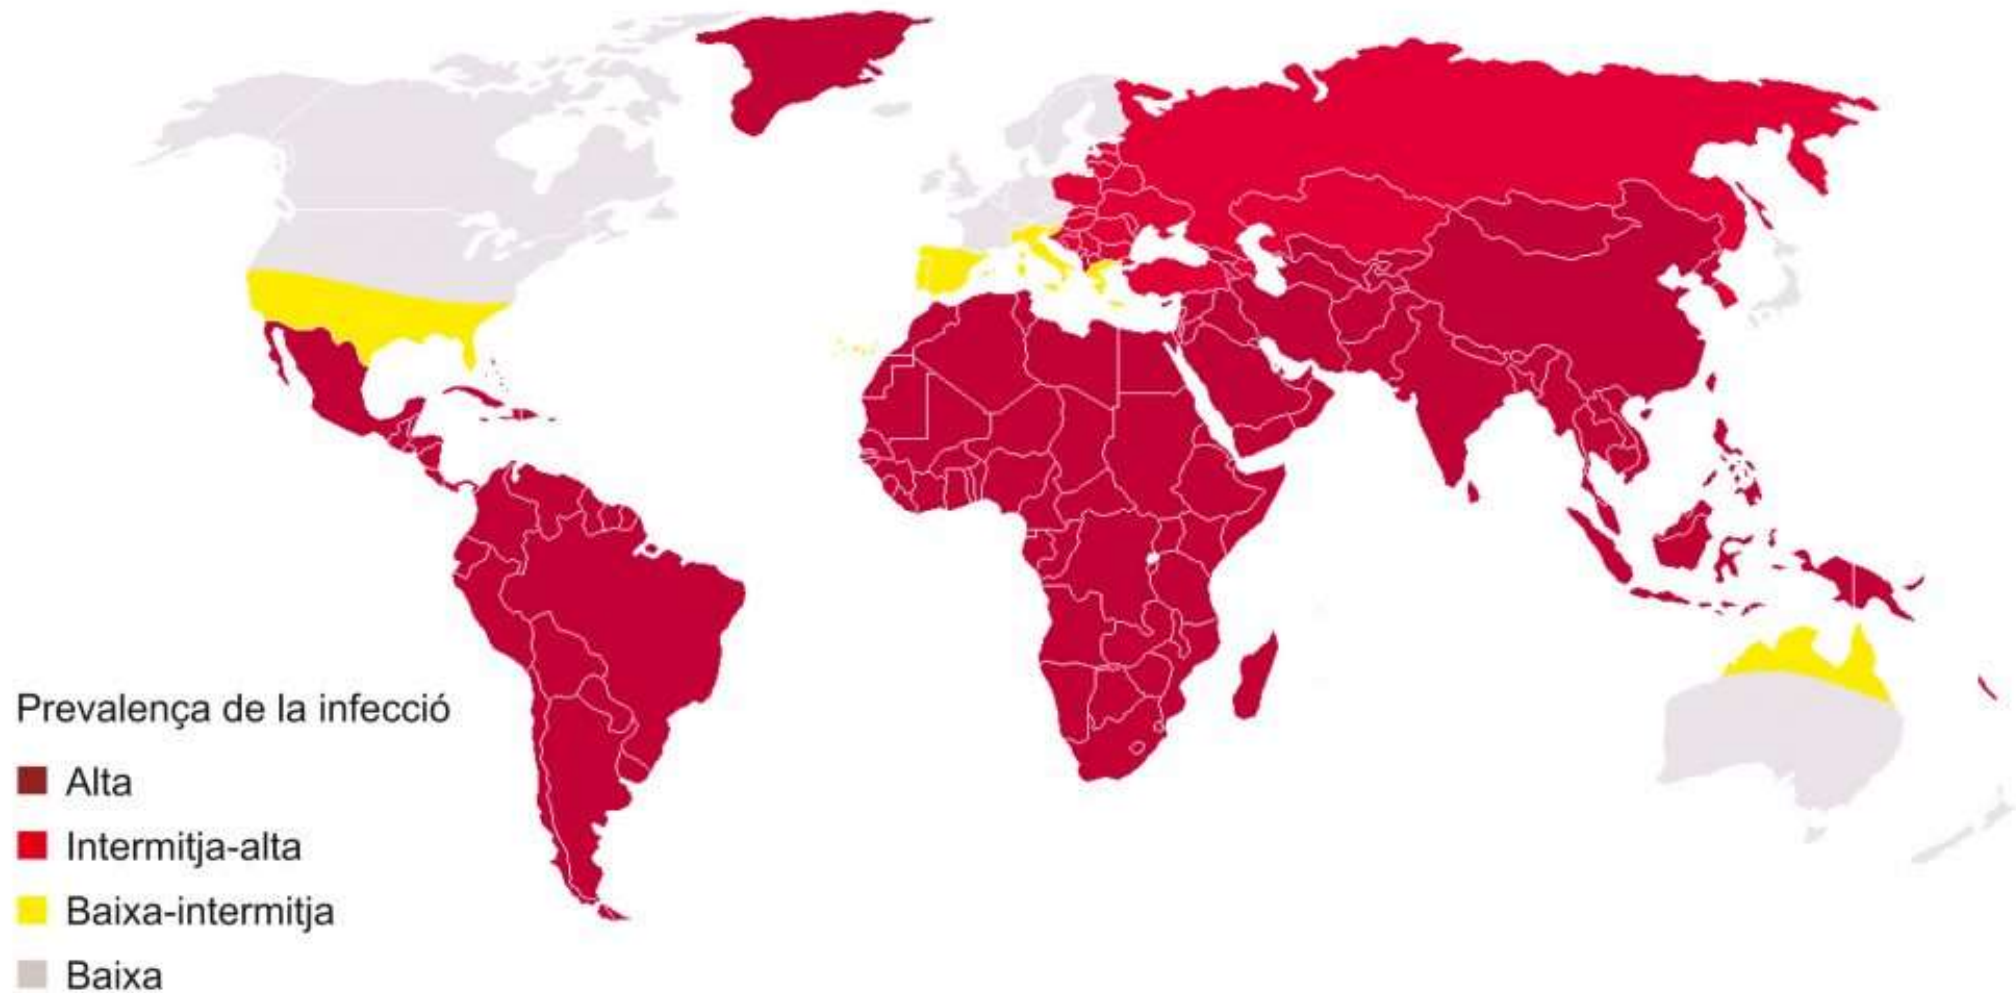 Prevalença de la infecció
Alta
Intermitja-alta
Baixa-intermitja
Baixa